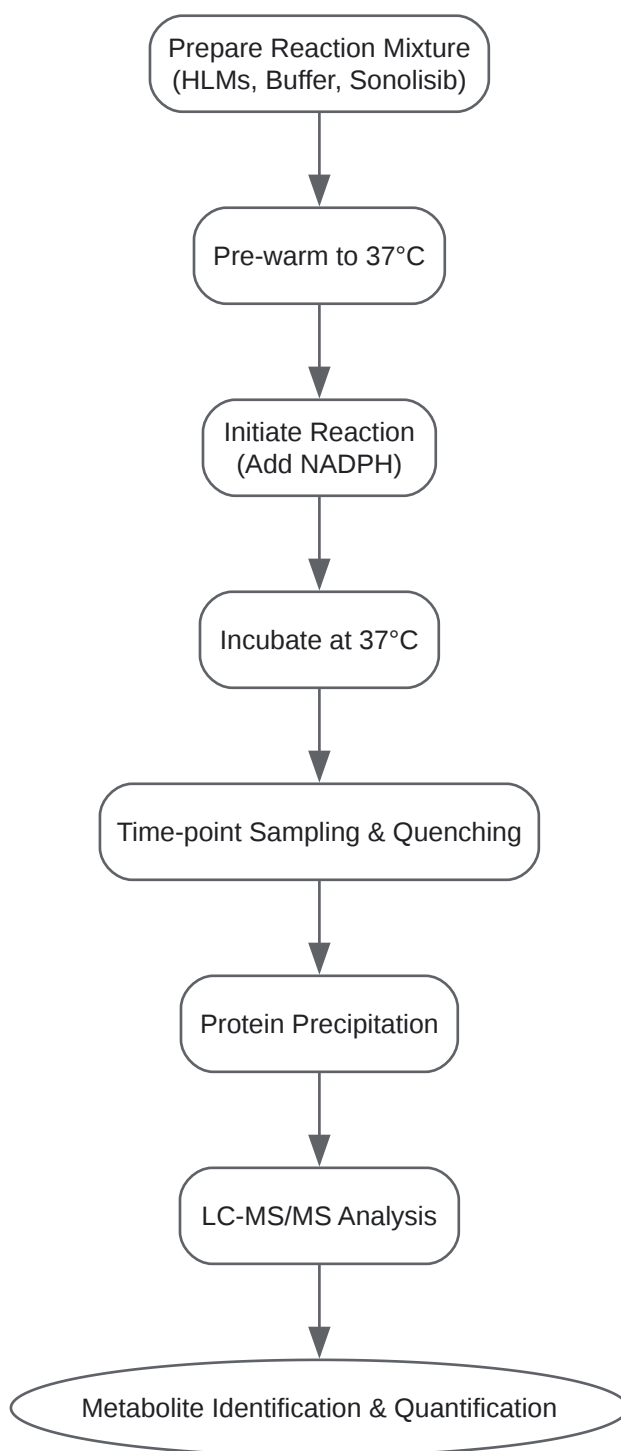 Prepare Reaction Mixture
(HLMs, Buffer, Sonolisib)
Pre-warm to 37°C
Initiate Reaction
(Add NADPH)
Incubate at 37°C
Time-point Sampling & Quenching
Protein Precipitation
LC-MS/MS Analysis
Metabolite Identification & Quantification